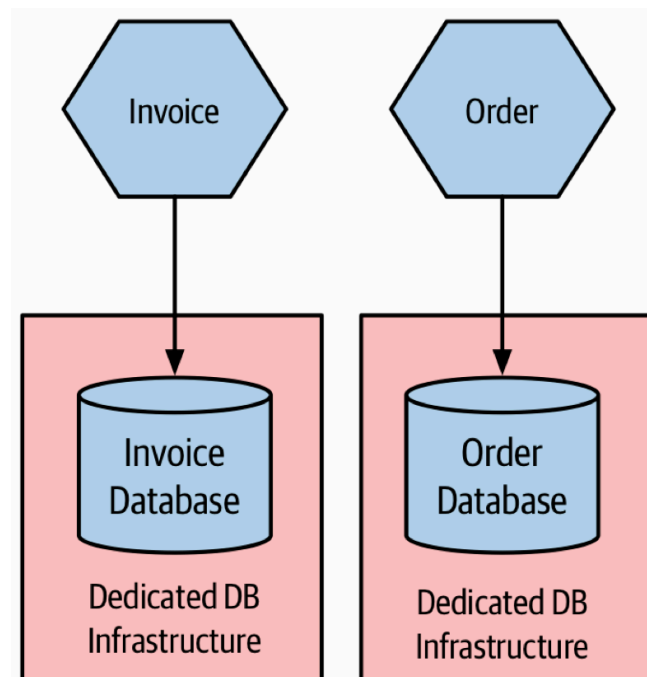 Invoice
Order
Invoice
Database
Order
Database
Dedicated DB
Infrastructure
Dedicated DB
Infrastructure